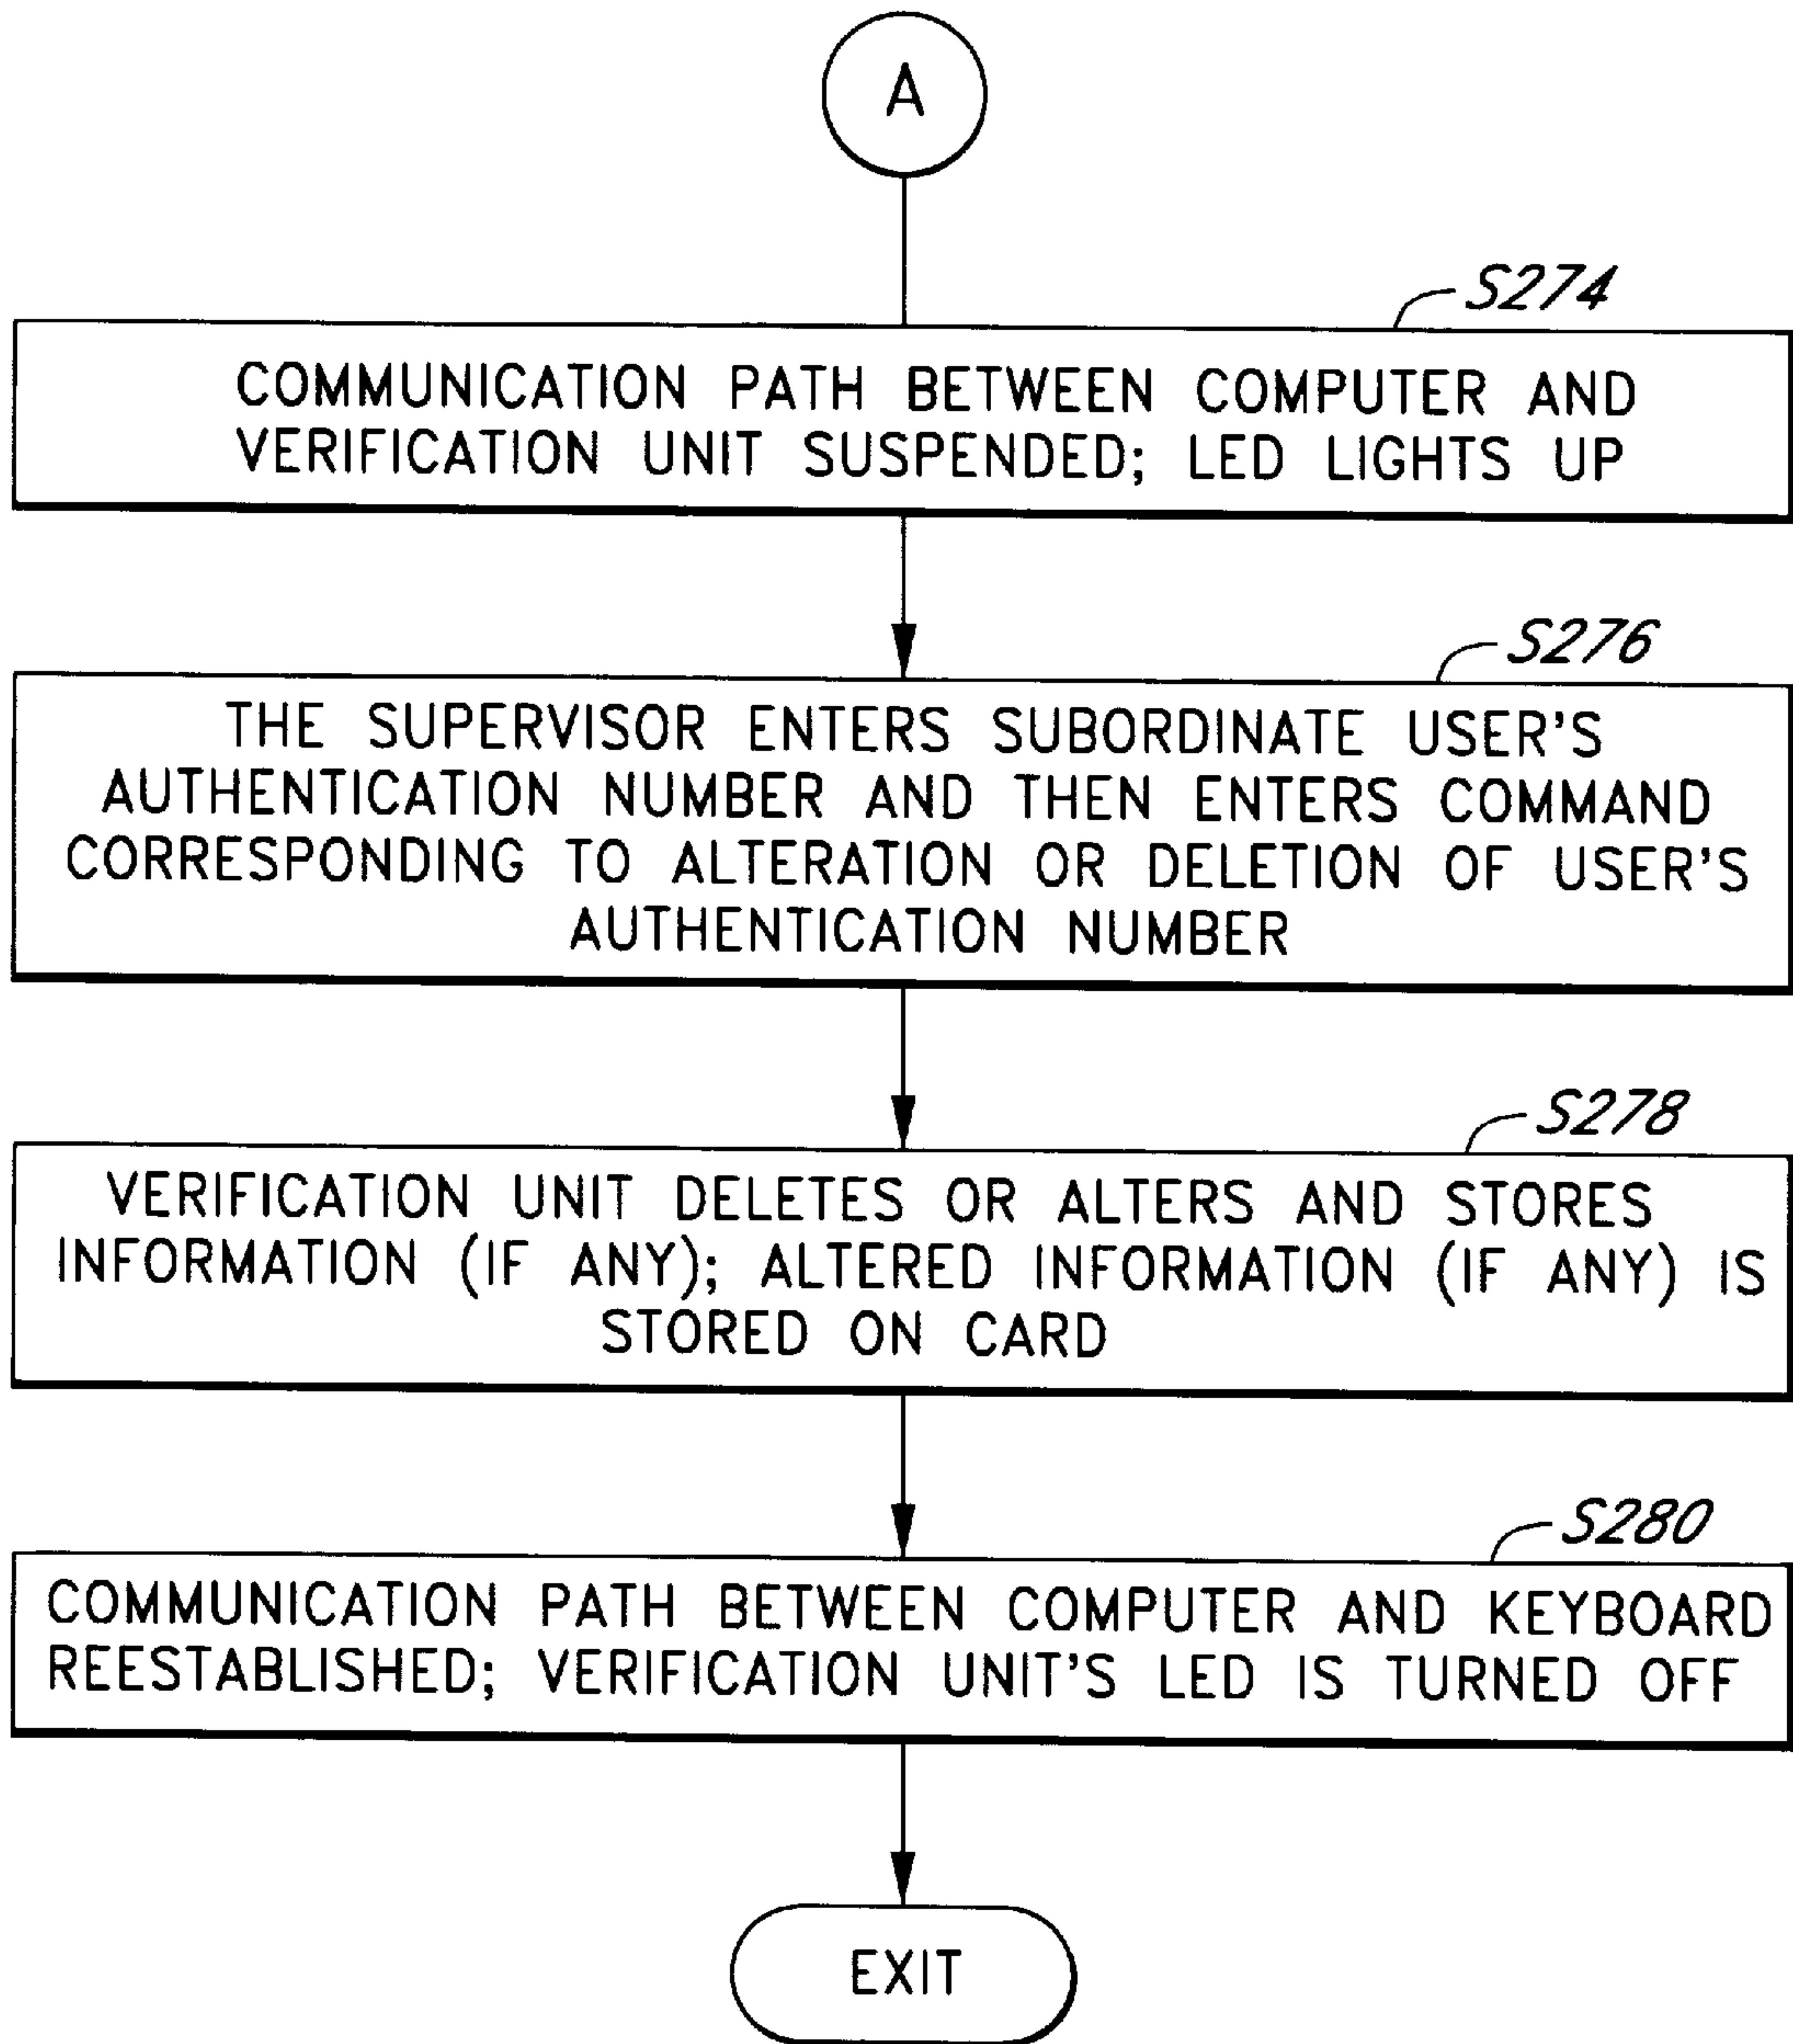 A
S274
COMMUNICATION PATH BETWEEN COMPUTER AND
VERIFICATION UNIT SUSPENDED; LED LIGHTS UP
S276
THE SUPERVISOR ENTERS SUBORDINATE USER'S
AUTHENTICATION NUMBER AND THEN ENTERS COMMAND
CORRESPONDING TO ALTERATION OR DELETION OF USER'S
AUTHENTICATION NUMBER
S278
VERIFICATION UNIT DELETES OR ALTERS AND STORES
INFORMATION (IF ANY); ALTERED INFORMATION (IF ANY) IS
STORED ON CARD
S280
COMMUNICATION PATH BETWEEN COMPUTER AND KEYBOARD
REESTABLISHED; VERIFICATION UNIT'S LED IS TURNED OFF
EXIT